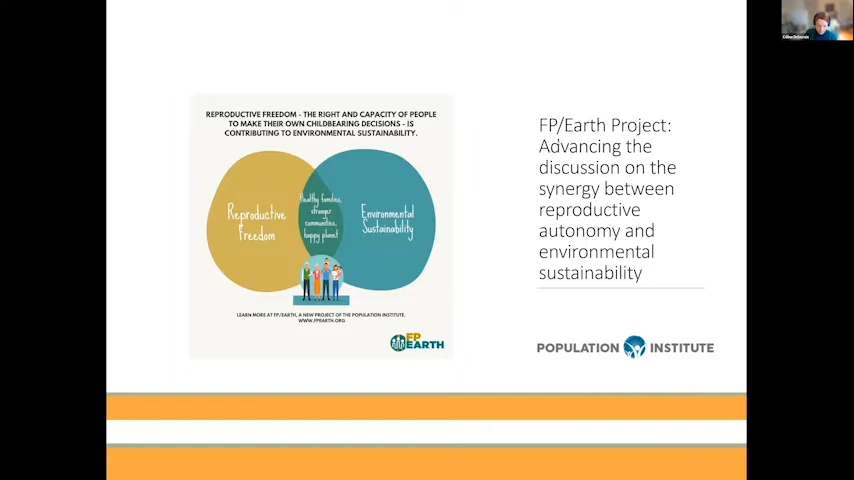 REPRODUCTIVE FREEDOM - THE RIGHT AND CAPACITY OF PEOPLE
TO MAKE THEIR OWN CHILDBEARING DECISIONS - IS
CONTRIBUTING TO ENVIRONMENTAL SUSTAINABILITY.
Reproductive
Freedom
Healthy families,
stronger
communities,
happy planet
Environmental
Sustainability
LEARN MORE AT FP/EARTH, A NEW PROJECT OF THE POPULATION INSTITUTE,
WWW.FPEARTH.ORG
FP
EARTH
FP/Earth Project:
Advancing the
discussion on the
synergy between
reproductive
autonomy and
environmental
sustainability
POPULATION INSTITUTE